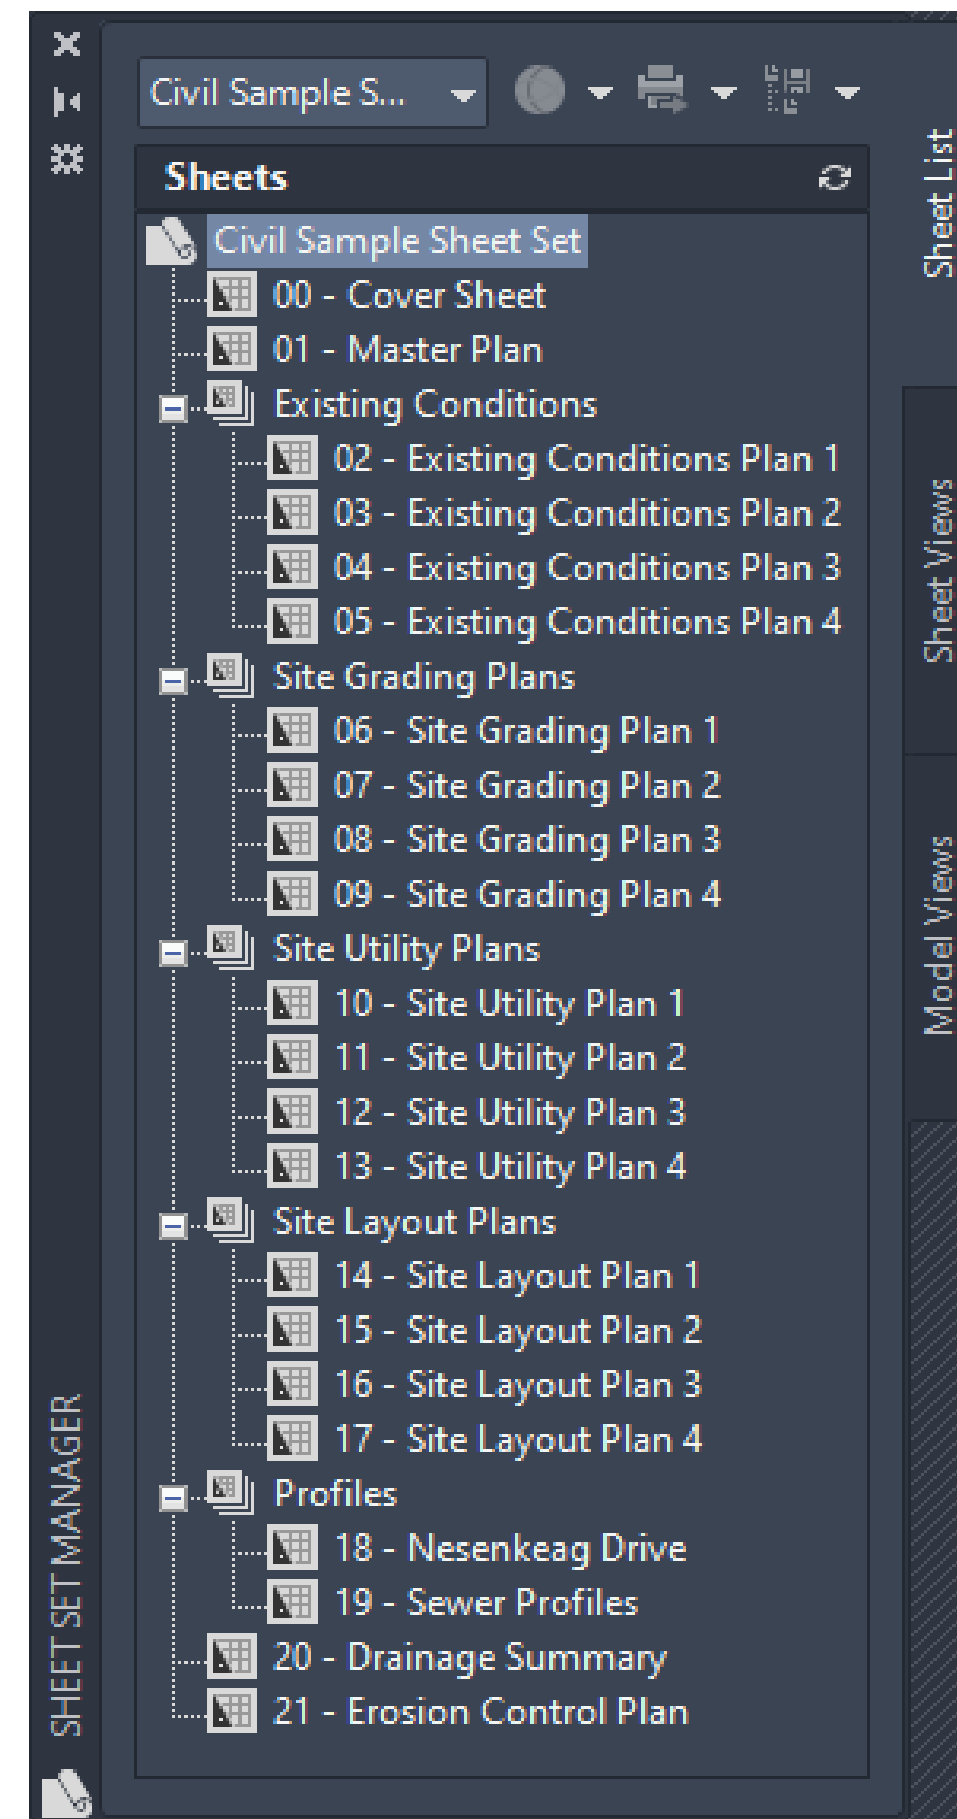 Civil Sample S...
Sheets
Civil Sample Sheet Set
00 - Cover Sheet
01 - Master Plan
Existing Conditions
02 - Existing Conditions Plan 1
03 - Existing Conditions Plan 2
04 - Existing Conditions Plan 3
05 - Existing Conditions Plan 4
Site Grading Plans
06 - Site Grading Plan 1
07 - Site Grading Plan 2
08 - Site Grading Plan 3
09 - Site Grading Plan 4
Site Utility Plans
10 - Site Utility Plan 1
11 - Site Utility Plan 2
12 - Site Utility Plan 3
13 - Site Utility Plan 4
Site Layout Plans
14 - Site Layout Plan 1
15 - Site Layout Plan 2
16 - Site Layout Plan 3
17 - Site Layout Plan 4
Profiles
18 - Nesenkeag Drive
19 - Sewer Profiles
20 - Drainage Summary
21 - Erosion Control Plan
Sheet List
Sheet Views
Model Views
SHEET SET MANAGER